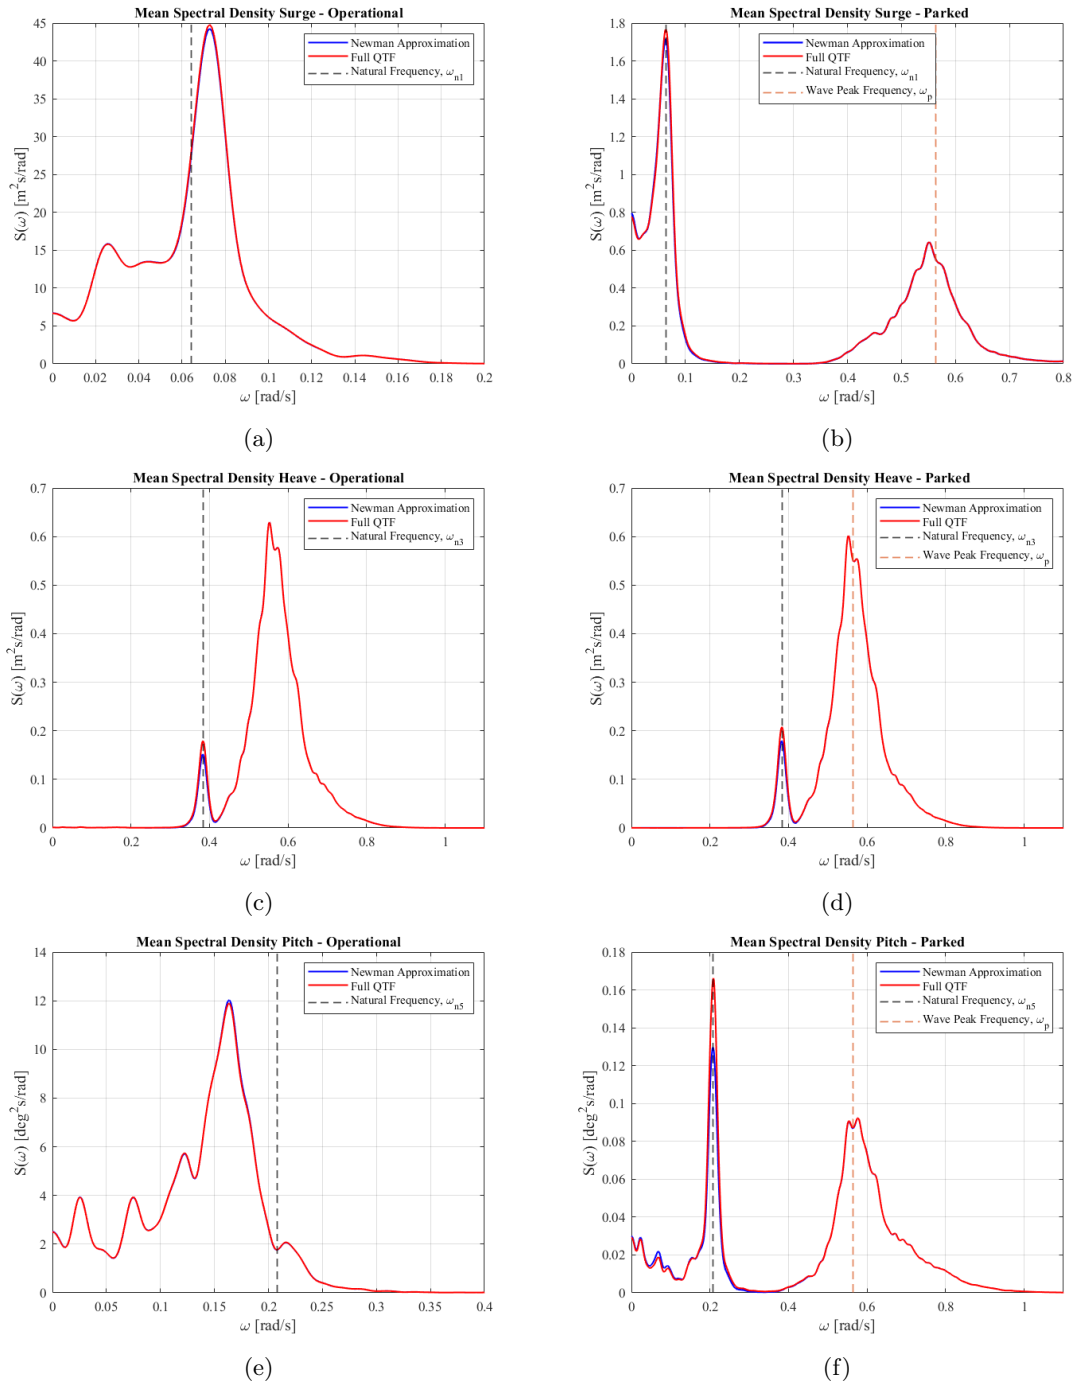 Mean Spectral Density Surge - Operational
S(ω) [m²s/rad]
45
40
35
30
25
20
15
10
5
0
Newman Approximation
Full QTF
Natural Frequency, ω_n1
0 0.02 0.04 0.06 0.08 0.1 0.12 0.14 0.16 0.18 0.2
ω [rad/s]
(a)
Mean Spectral Density Surge - Parked
S(ω) [m²s/rad]
1.8
1.6
1.4
1.2
1
0.8
0.6
0.4
0.2
0
Newman Approximation
Full QTF
Natural Frequency, ω_n1
Wave Peak Frequency, ω_p
0 0.1 0.2 0.3 0.4 0.5 0.6 0.7 0.8
ω [rad/s]
(b)
Mean Spectral Density Heave - Operational
S(ω) [m²s/rad]
0.7
0.6
0.5
0.4
0.3
0.2
0.1
0
Newman Approximation
Full QTF
Natural Frequency, ω_n3
0 0.2 0.4 0.6 0.8 1
ω [rad/s]
(c)
Mean Spectral Density Heave - Parked
S(ω) [m²s/rad]
0.7
0.6
0.5
0.4
0.3
0.2
0.1
0
Newman Approximation
Full QTF
Natural Frequency, ω_n3
Wave Peak Frequency, ω_p
0 0.2 0.4 0.6 0.8 1
ω [rad/s]
(d)
Mean Spectral Density Pitch - Operational
S(ω) [deg²s/rad]
14
12
10
8
6
4
2
0
Newman Approximation
Full QTF
Natural Frequency, ω_n5
0 0.05 0.1 0.15 0.2 0.25 0.3 0.35 0.4
ω [rad/s]
(e)
Mean Spectral Density Pitch - Parked
S(ω) [deg²s/rad]
0.18
0.16
0.14
0.12
0.1
0.08
0.06
0.04
0.02
0
Newman Approximation
Full QTF
Natural Frequency, ω_n5
Wave Peak Frequency, ω_p
0 0.2 0.4 0.6 0.8 1
ω [rad/s]
(f)